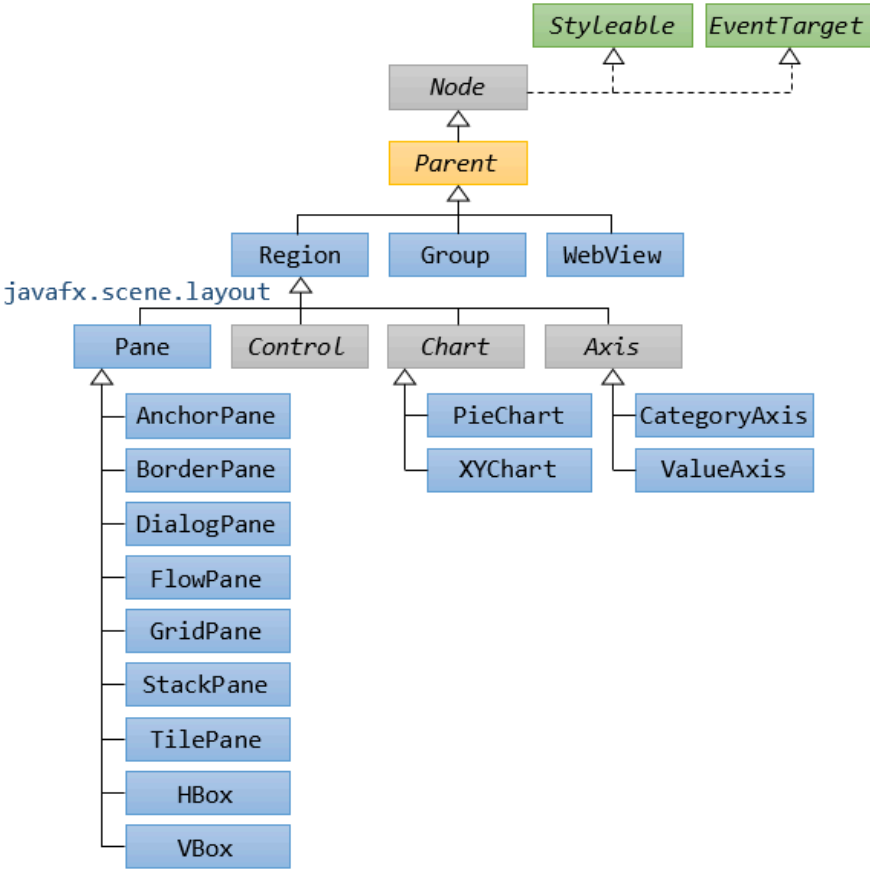 Styleable EventTarget
Node
Parent
Region Group WebView
javafx.scene.layout
Pane Control Chart Axis
AnchorPane PieChart CategoryAxis
BorderPane XYChart ValueAxis
DialogPane
FlowPane
GridPane
StackPane
TilePane
HBox
VBox